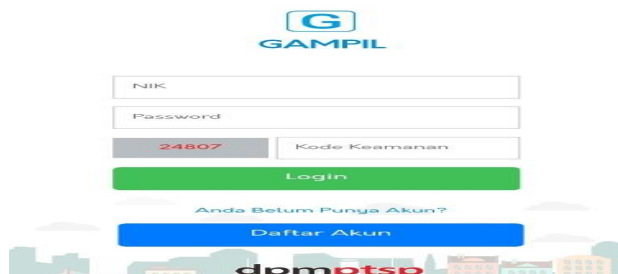 G
GAMPIL
NIK
Password
24807 Kode Keamanan
Login
Anda Belum Punya Akun?
Daftar Akun
dpmptsp